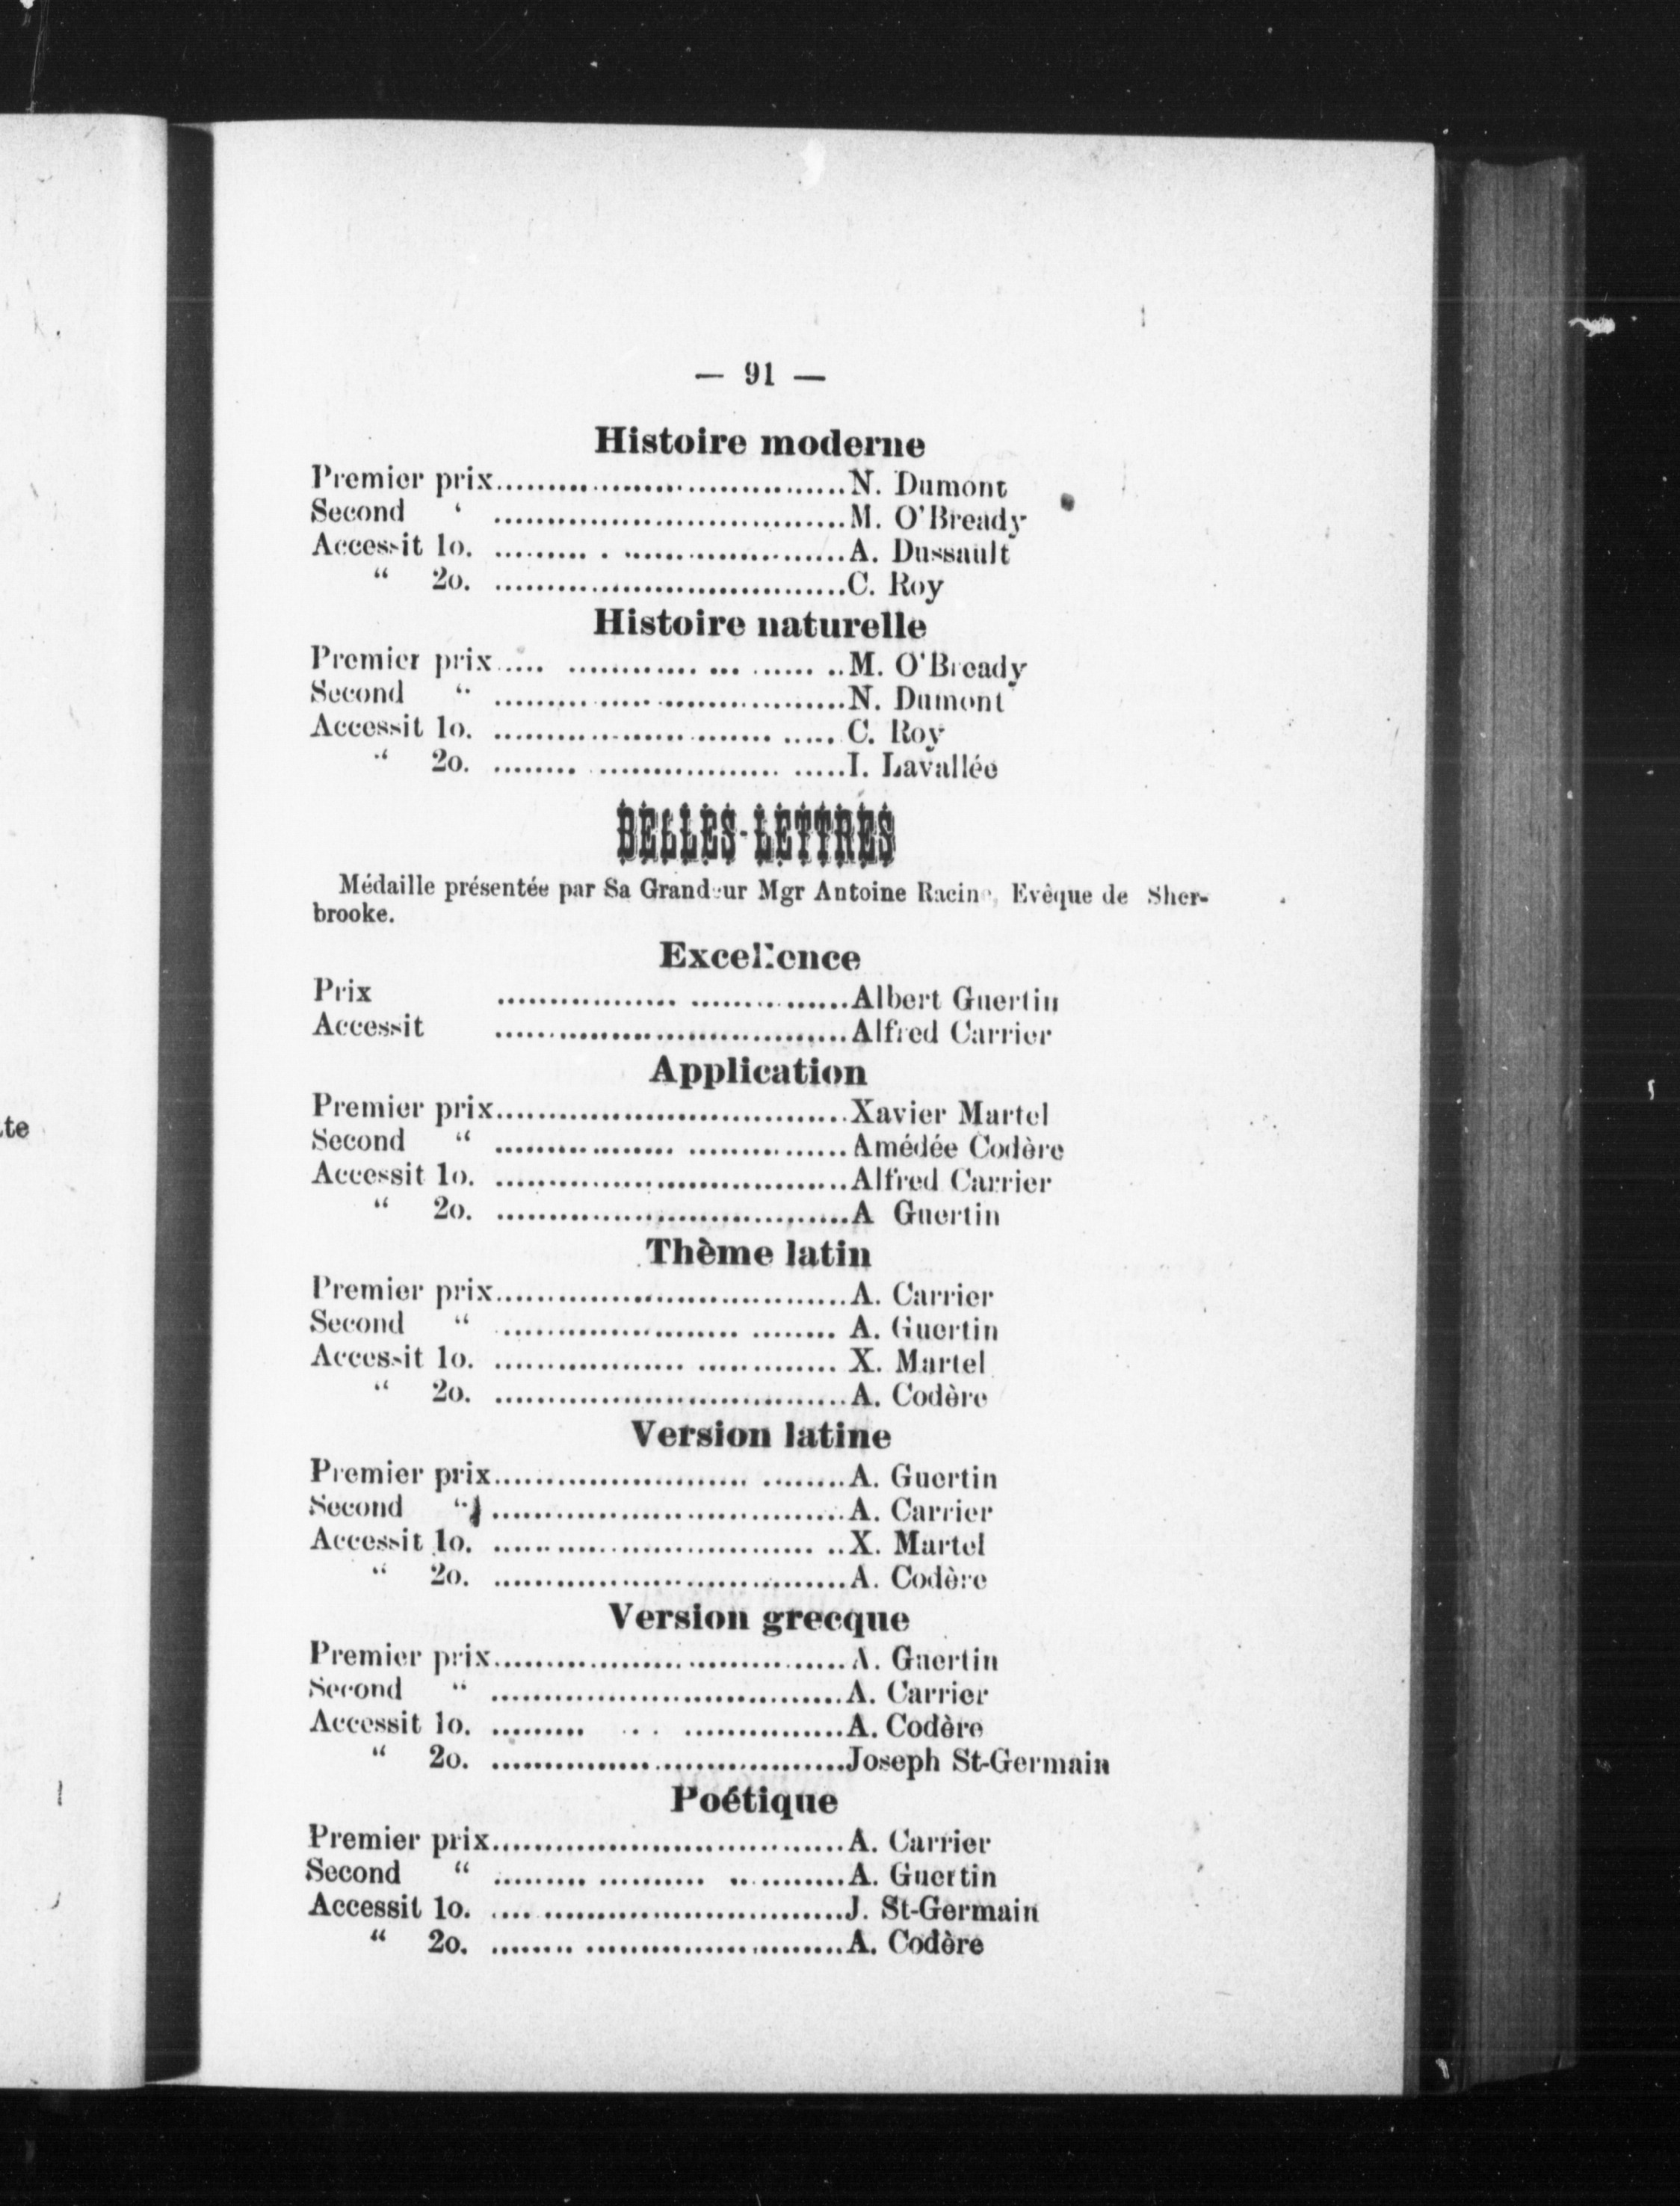 — 91 —
Histoire moderne
Premier prix..................................N. Dumont
Second " ..................................M. O'Bready
Accessit 1o. ..................................A. Dussault
" 2o. ..................................C. Roy
Histoire naturelle
Premier prix..................................M. O'Bready
Second " ..................................N. Dumont
Accessit 1o. ..................................C. Roy
" 2o. ..................................I. Lavallée
BELLES-LETTRES
Médaille présentée par Sa Grandeur Mgr Antoine Racine, Evêque de Sher-
brooke.
Excellence
Prix ..................................Albert Guertin
Accessit ..................................Alfred Carrier
Application
Premier prix..................................Xavier Martel
Second " ..................................Amédée Codère
Accessit 1o. ..................................Alfred Carrier
" 2o. ..................................A Guertin
Thème latin
Premier prix..................................A. Carrier
Second " .................................. A. Guertin
Accessit 1o. .................................. X. Martel
" 2o. ..................................A. Codère
Version latine
Premier prix..................................A. Guertin
Second " ..................................A. Carrier
Accessit 1o. ..................................X. Martel
" 2o. ..................................A. Codère
Version grecque
Premier prix..................................A. Guertin
Second " ..................................A. Carrier
Accessit 1o. ..................................A. Codère
" 2o. ..................................Joseph St-Germain
Poétique
Premier prix..................................A. Carrier
Second " ..................................A. Guertin
Accessit 1o. ..................................J. St-Germain
" 2o. ..................................A. Codère